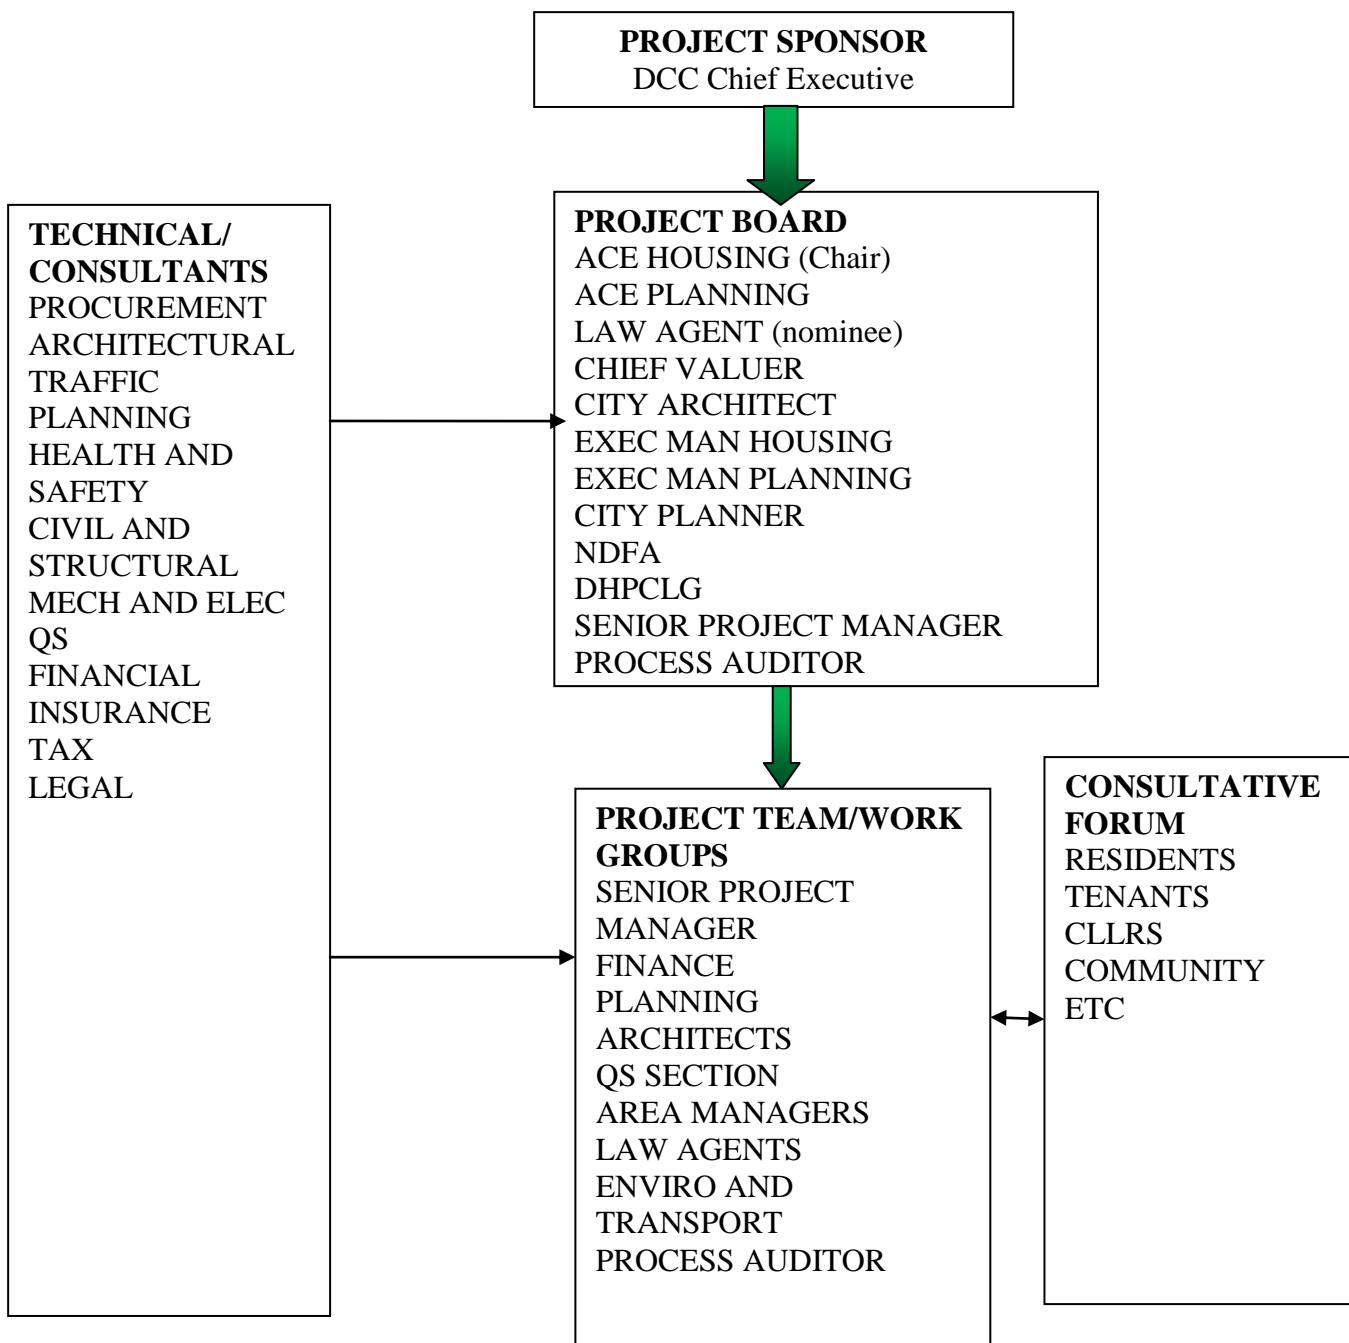 PROJECT SPONSOR
DCC Chief Executive
TECHNICAL/
CONSULTANTS
PROCUREMENT
ARCHITECTURAL
TRAFFIC
PLANNING
HEALTH AND
SAFETY
CIVIL AND
STRUCTURAL
MECH AND ELEC
QS
FINANCIAL
INSURANCE
TAX
LEGAL
PROJECT BOARD
ACE HOUSING (Chair)
ACE PLANNING
LAW AGENT (nominee)
CHIEF VALUER
CITY ARCHITECT
EXEC MAN HOUSING
EXEC MAN PLANNING
CITY PLANNER
NDFA
DHPCLG
SENIOR PROJECT MANAGER
PROCESS AUDITOR
PROJECT TEAM/WORK
GROUPS
SENIOR PROJECT
MANAGER
FINANCE
PLANNING
ARCHITECTS
QS SECTION
AREA MANAGERS
LAW AGENTS
ENVIRO AND
TRANSPORT
PROCESS AUDITOR
CONSULTATIVE
FORUM
RESIDENTS
TENANTS
CLLRS
COMMUNITY
ETC